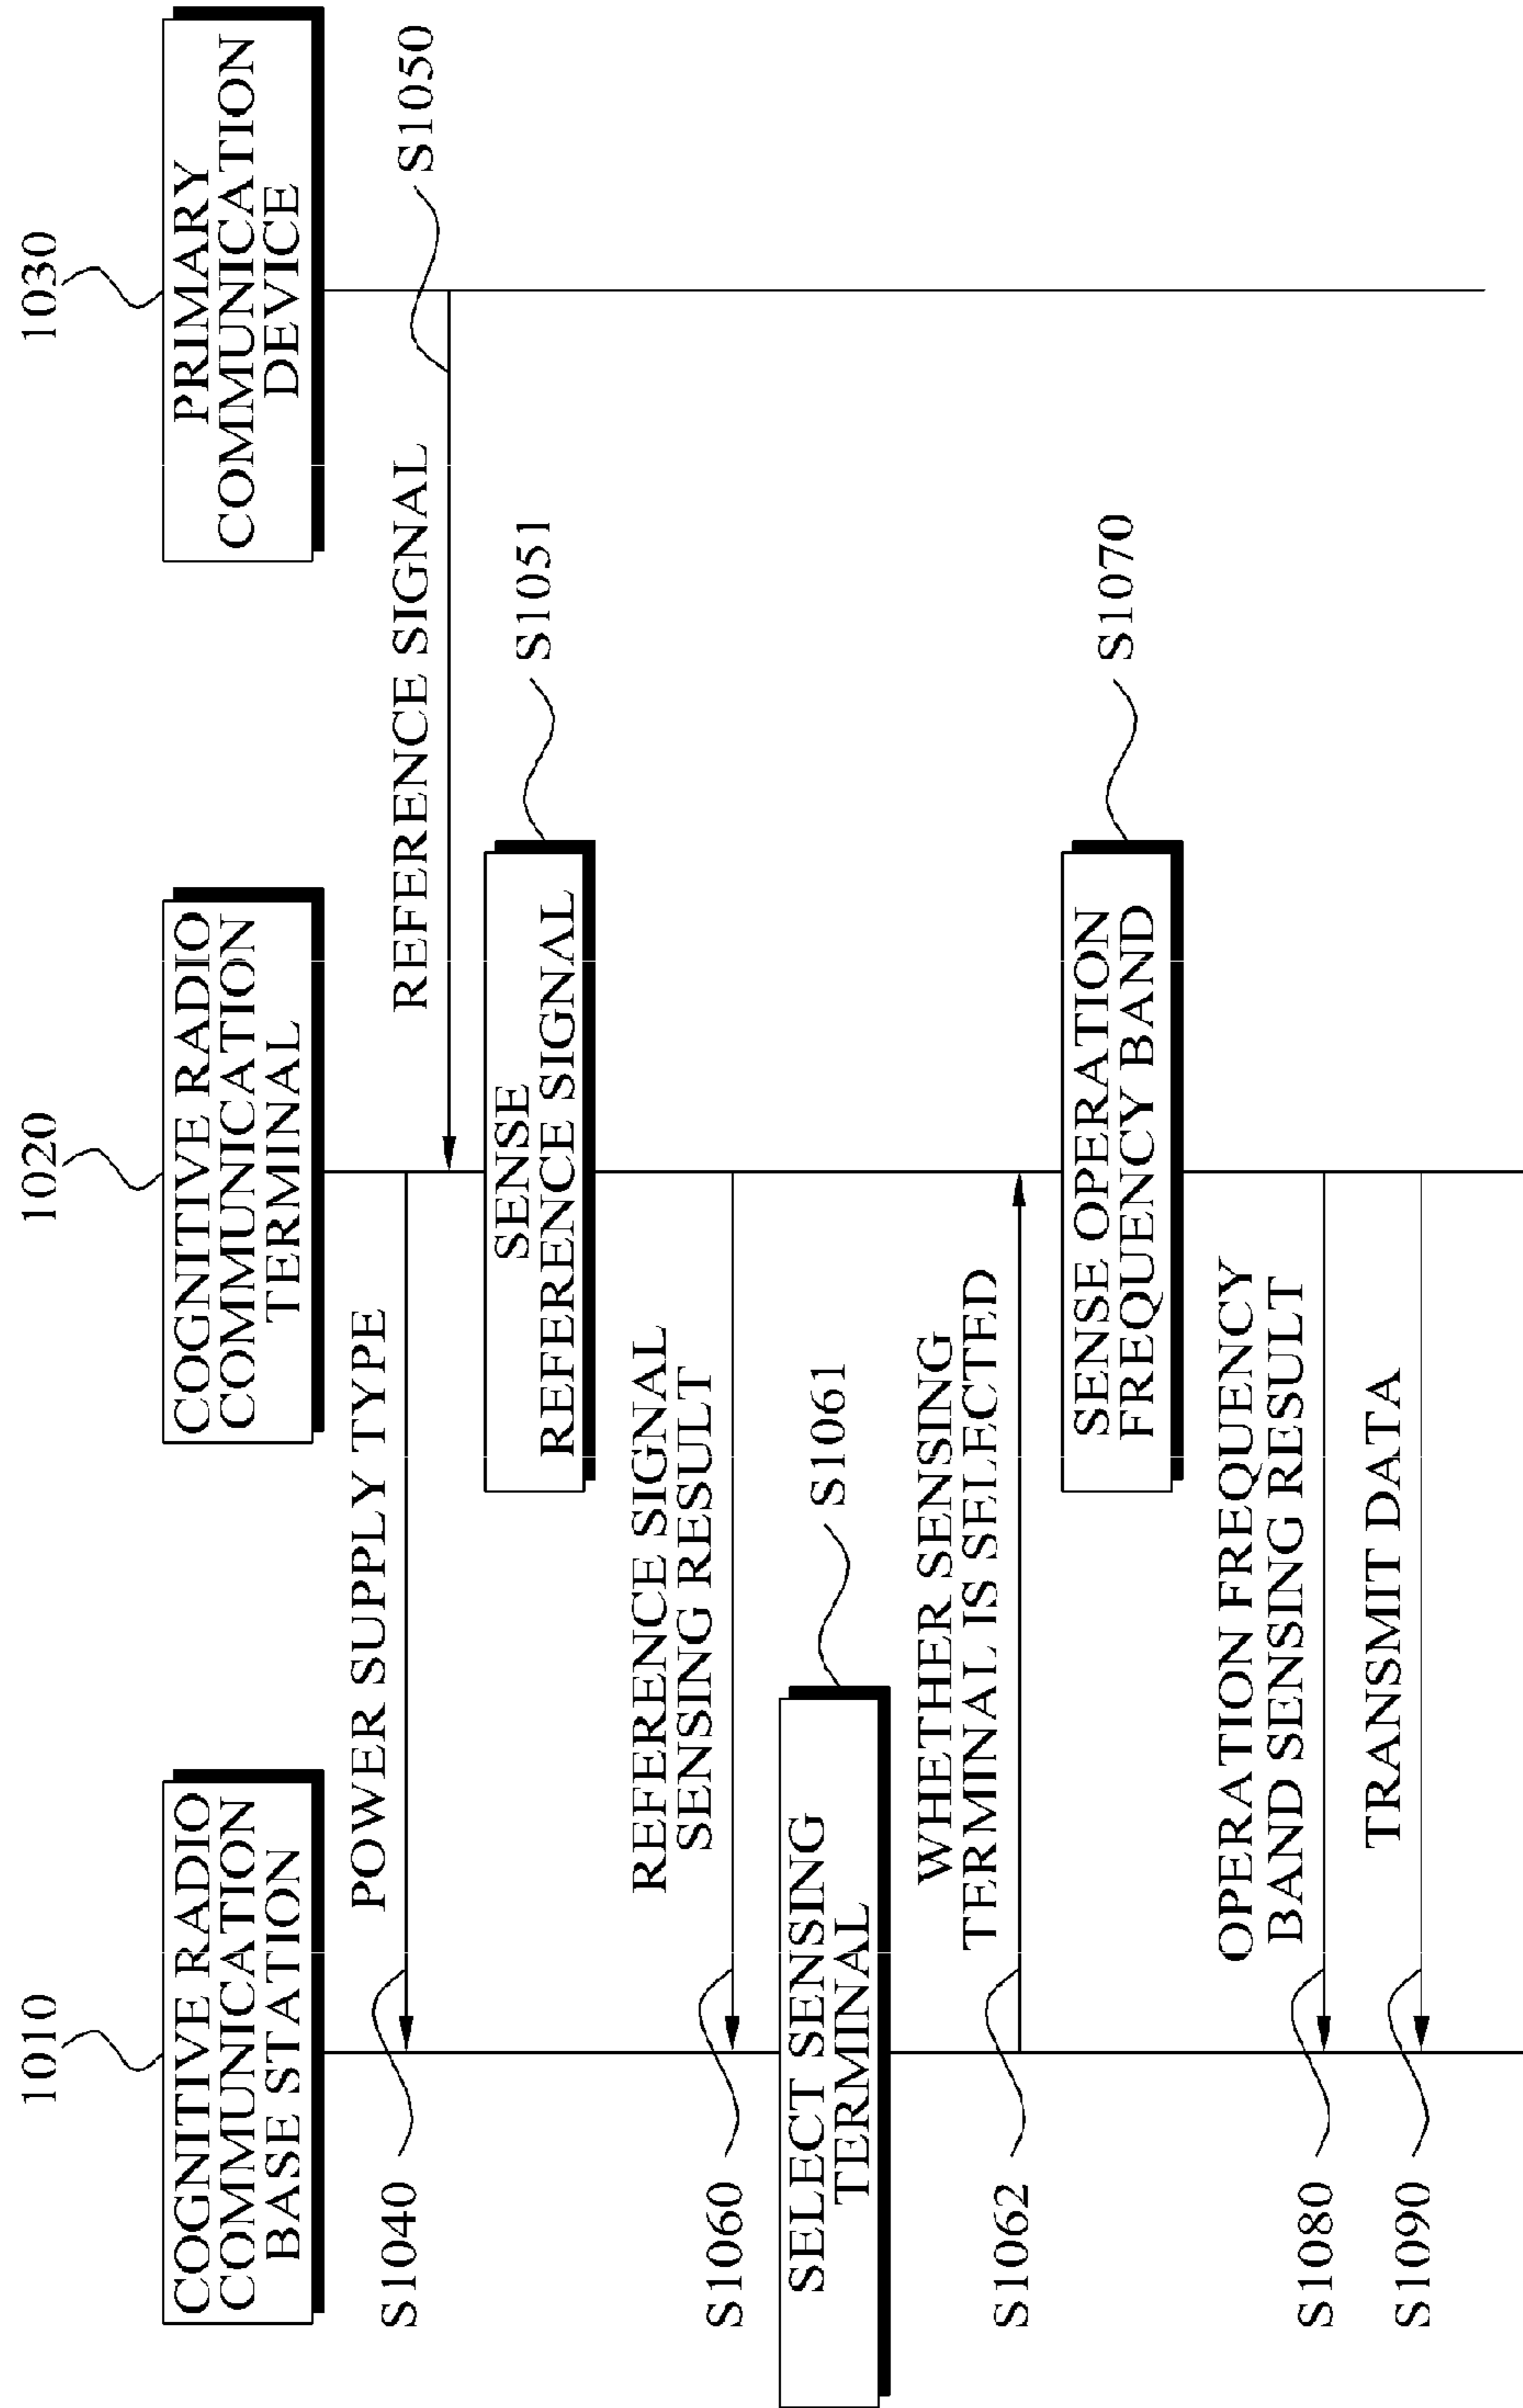 1010
1020
1030
COGNITIVE RADIO
COMMUNICATION
BASE STATION
COGNITIVE RADIO
COMMUNICATION
TERMINAL
PRIMARY
COMMUNICATION
DEVICE
S1040
POWER SUPPLY TYPE
REFERENCE SIGNAL
S1050
SENSE
REFERENCE SIGNAL
S1051
S1060
REFERENCE SIGNAL
SENSING RESULT
SELECT SENSING
TERMINAL
S1061
S1062
WHETHER SENSING
TERMINAL IS SELECTED
SENSE OPERATION
FREQUENCY BAND
S1070
S1080
OPERATION FREQUENCY
BAND SENSING RESULT
S1090
TRANSMIT DATA